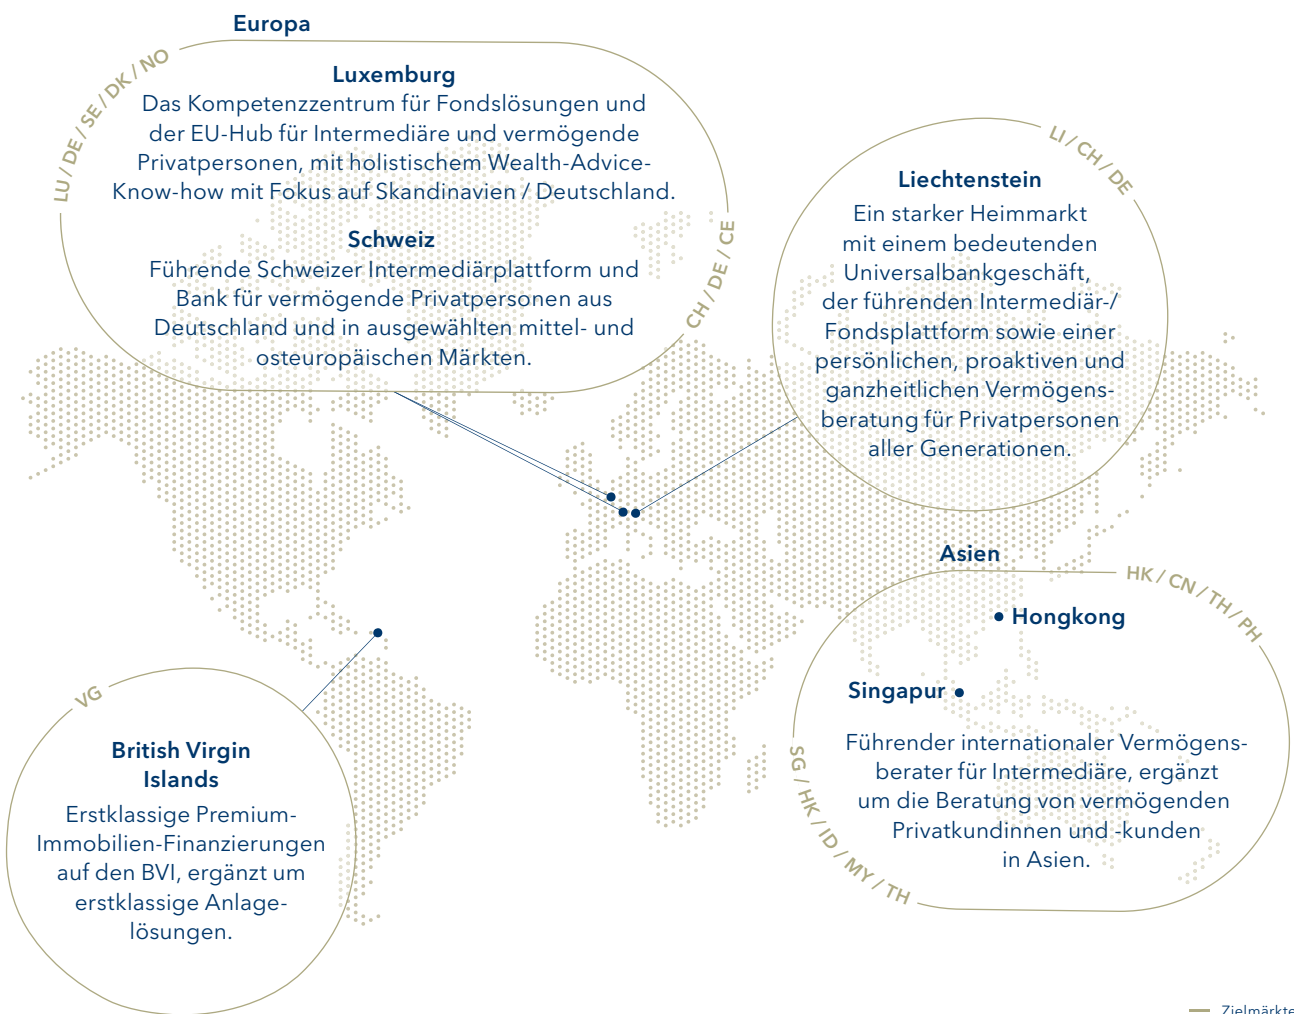 Europa
LU / DE / SE / DK / NO
Luxemburg
Das Kompetenzzentrum für Fondslösungen und
der EU-Hub für Intermediäre und vermögende
Privatpersonen, mit holistischem Wealth-Advice-
Know-how mit Fokus auf Skandinavien / Deutschland.
Schweiz
Führende Schweizer Intermediärplattform und
Bank für vermögende Privatpersonen aus
Deutschland und in ausgewählten mittel- und
osteuropäischen Märkten.
CH / DE / CE
LI / CH / DE
Liechtenstein
Ein starker Heimmarkt
mit einem bedeutenden
Universalbankgeschäft,
der führenden Intermediär-/
Fondsplattform sowie einer
persönlichen, proaktiven und
ganzheitlichen Vermögens-
beratung für Privatpersonen
aller Generationen.
Asien
HK / CN / TH / PH
Hongkong
Singapur
Führender internationaler Vermögens-
berater für Intermediäre, ergänzt
um die Beratung von vermögenden
Privatkundinnen und -kunden
in Asien.
SG / HK / ID / MY / TH
VG
British Virgin
Islands
Erstklassige Premium-
Immobilien-Finanzierungen
auf den BVI, ergänzt um
erstklassige Anlage-
lösungen.
Zielmärkte